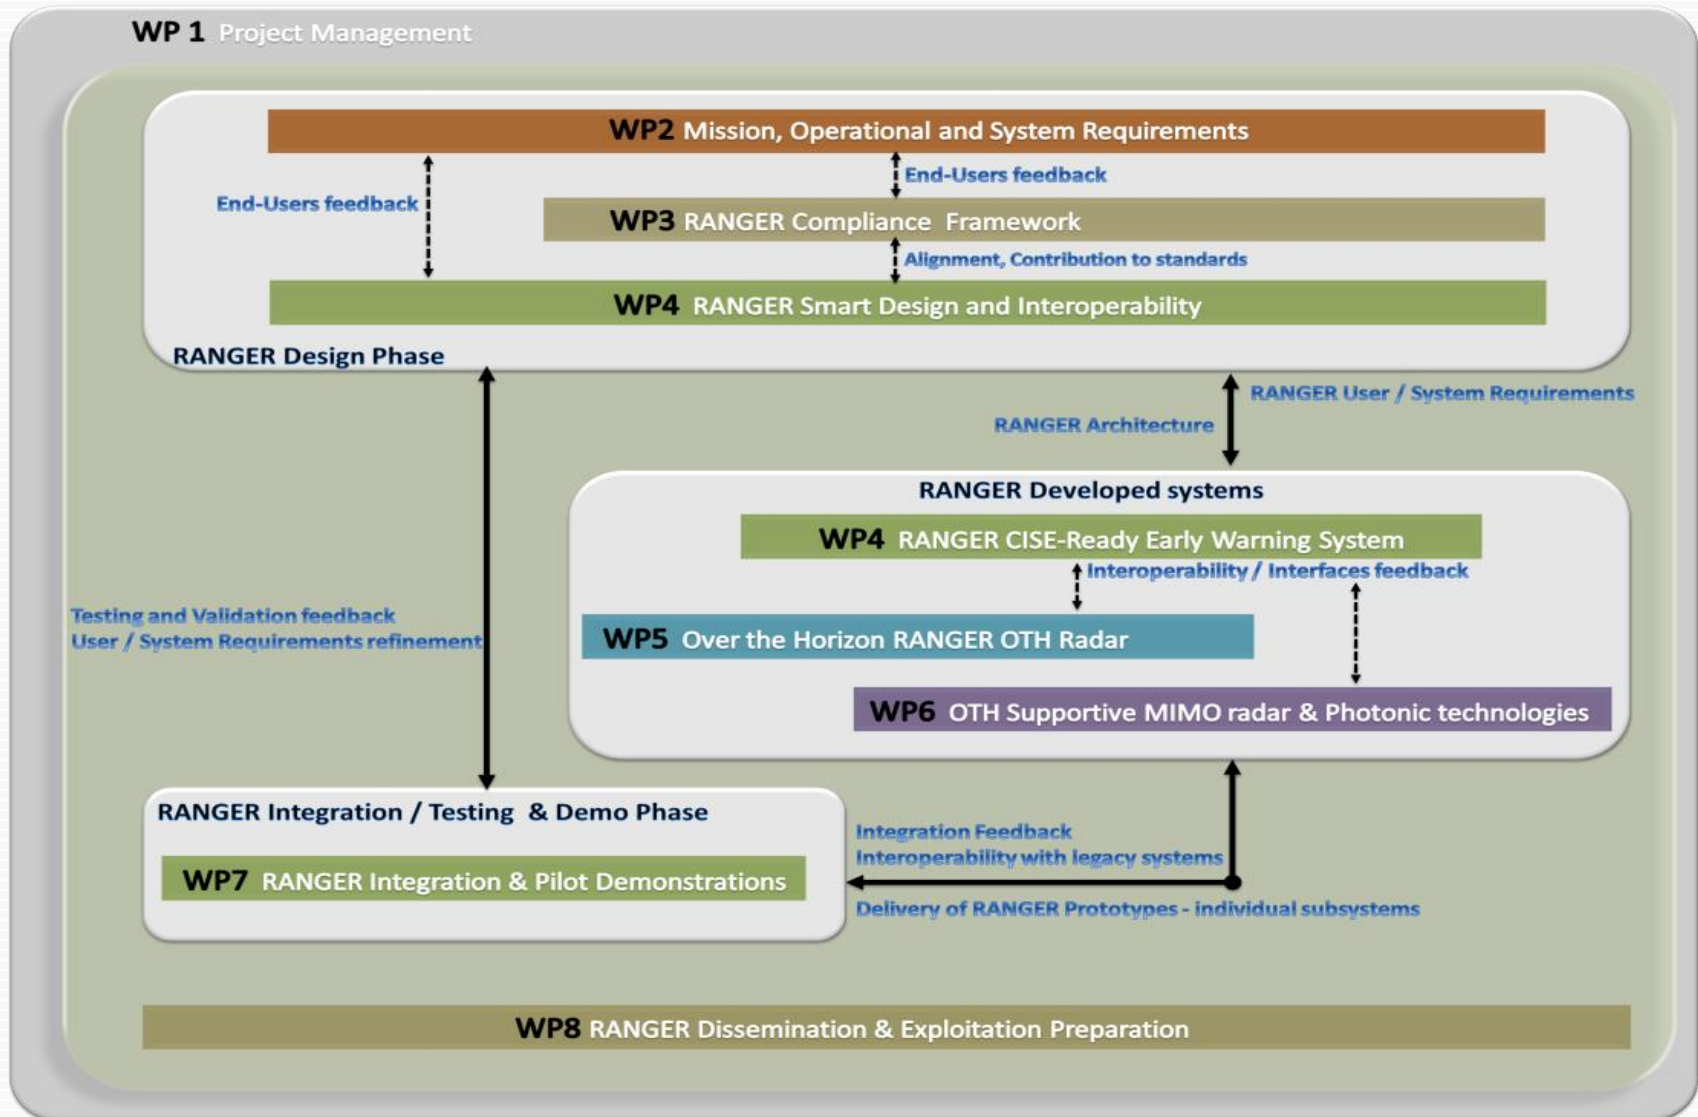 WP 1 Project Management
WP2 Mission, Operational and System Requirements
End-Users feedback
End-Users feedback
WP3 RANGER Compliance Framework
Alignment, Contribution to standards
WP4 RANGER Smart Design and Interoperability
RANGER Design Phase
RANGER User / System Requirements
RANGER Architecture
RANGER Developed systems
WP4 RANGER CISE-Ready Early Warning System
Interoperability / Interfaces feedback
Testing and Validation feedback
User / System Requirements refinement
WP5 Over the Horizon RANGER OTH Radar
WP6 OTH Supportive MIMO radar & Photonic technologies
RANGER Integration / Testing & Demo Phase
WP7 RANGER Integration & Pilot Demonstrations
Integration Feedback
Interoperability with legacy systems
Delivery of RANGER Prototypes - individual subsystems
WP8 RANGER Dissemination & Exploitation Preparation